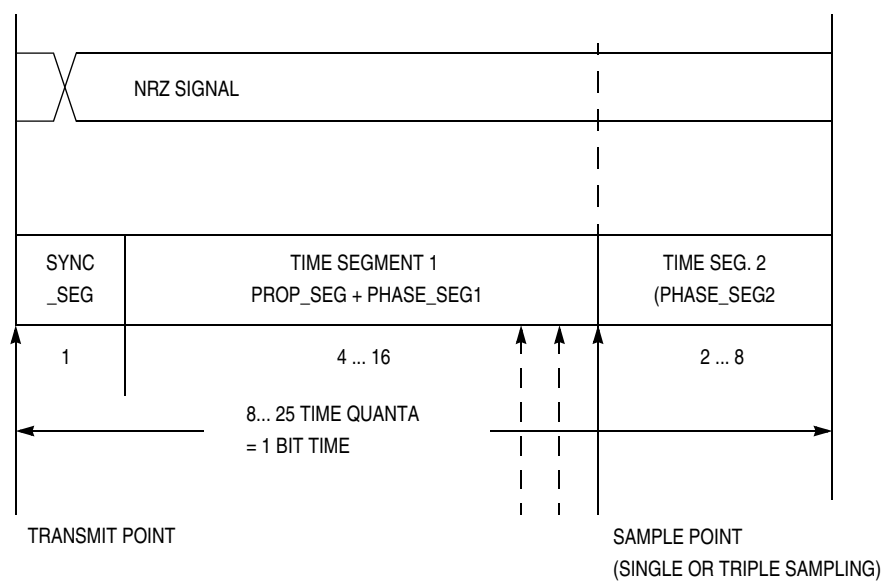 NRZ SIGNAL
SYNC
_SEG
TIME SEGMENT 1
PROP_SEG + PHASE_SEG1
TIME SEG. 2
(PHASE_SEG2
1
4 ... 16
2 ... 8
8... 25 TIME QUANTA
= 1 BIT TIME
TRANSMIT POINT
SAMPLE POINT
(SINGLE OR TRIPLE SAMPLING)